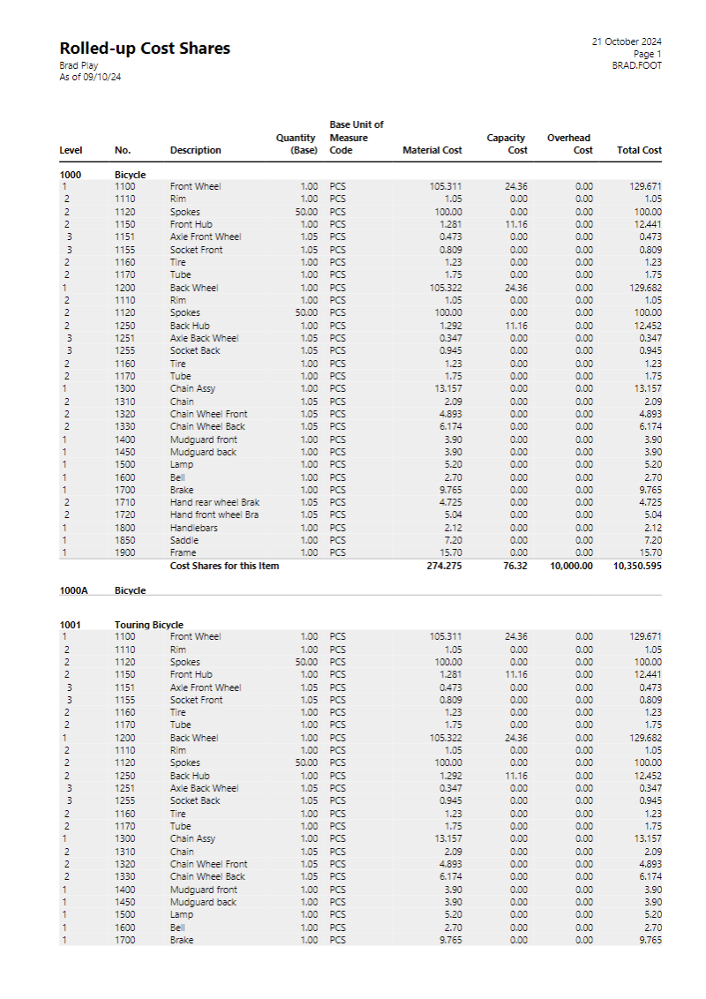 Rolled-up Cost Shares
Brad Play
As of 09/10/24
21 October 2024
Page 1
BRAD.FOOT
Level No. Description Quantity (Base) Base Unit of Measure Code Material Cost Capacity Cost Overhead Cost Total Cost
1000 Bicycle
1 1100 Front Wheel 1.00 PCS 105.311 24.36 0.00 129.671
2 1110 Rim 1.00 PCS 1.05 0.00 0.00 1.05
2 1120 Spokes 50.00 PCS 100.00 0.00 0.00 100.00
2 1150 Front Hub 1.00 PCS 1.281 11.16 0.00 12.441
3 1151 Axle Front Wheel 1.05 PCS 0.473 0.00 0.00 0.473
3 1155 Socket Front 1.05 PCS 0.809 0.00 0.00 0.809
2 1160 Tire 1.00 PCS 1.23 0.00 0.00 1.23
2 1170 Tube 1.00 PCS 1.75 0.00 0.00 1.75
1 1200 Back Wheel 1.00 PCS 105.322 24.36 0.00 129.682
2 1110 Rim 1.00 PCS 1.05 0.00 0.00 1.05
2 1120 Spokes 50.00 PCS 100.00 0.00 0.00 100.00
2 1250 Back Hub 1.00 PCS 1.292 11.16 0.00 12.452
3 1251 Axle Back Wheel 1.05 PCS 0.347 0.00 0.00 0.347
3 1255 Socket Back 1.05 PCS 0.945 0.00 0.00 0.945
2 1160 Tire 1.00 PCS 1.23 0.00 0.00 1.23
2 1170 Tube 1.00 PCS 1.75 0.00 0.00 1.75
1 1300 Chain Assy 1.00 PCS 13.157 0.00 0.00 13.157
2 1310 Chain 1.05 PCS 2.09 0.00 0.00 2.09
2 1320 Chain Wheel Front 1.05 PCS 4.893 0.00 0.00 4.893
2 1330 Chain Wheel Back 1.05 PCS 6.174 0.00 0.00 6.174
1 1400 Mudguard front 1.00 PCS 3.90 0.00 0.00 3.90
1 1450 Mudguard back 1.00 PCS 3.90 0.00 0.00 3.90
1 1500 Lamp 1.00 PCS 5.20 0.00 0.00 5.20
1 1600 Bell 1.00 PCS 2.70 0.00 0.00 2.70
1 1700 Brake 1.00 PCS 9.765 0.00 0.00 9.765
2 1710 Hand rear wheel Brak 1.05 PCS 4.725 0.00 0.00 4.725
2 1720 Hand front wheel Bra 1.05 PCS 5.04 0.00 0.00 5.04
1 1800 Handlebars 1.00 PCS 2.12 0.00 0.00 2.12
1 1850 Saddle 1.00 PCS 7.20 0.00 0.00 7.20
1 1900 Frame 1.00 PCS 15.70 0.00 0.00 15.70
Cost Shares for this Item 274.275 76.32 10,000.00 10,350.595
1000A Bicycle
1001 Touring Bicycle
1 1100 Front Wheel 1.00 PCS 105.311 24.36 0.00 129.671
2 1110 Rim 1.00 PCS 1.05 0.00 0.00 1.05
2 1120 Spokes 50.00 PCS 100.00 0.00 0.00 100.00
2 1150 Front Hub 1.00 PCS 1.281 11.16 0.00 12.441
3 1151 Axle Front Wheel 1.05 PCS 0.473 0.00 0.00 0.473
3 1155 Socket Front 1.05 PCS 0.809 0.00 0.00 0.809
2 1160 Tire 1.00 PCS 1.23 0.00 0.00 1.23
2 1170 Tube 1.00 PCS 1.75 0.00 0.00 1.75
1 1200 Back Wheel 1.00 PCS 105.322 24.36 0.00 129.682
2 1110 Rim 1.00 PCS 1.05 0.00 0.00 1.05
2 1120 Spokes 50.00 PCS 100.00 0.00 0.00 100.00
2 1250 Back Hub 1.00 PCS 1.292 11.16 0.00 12.452
3 1251 Axle Back Wheel 1.05 PCS 0.347 0.00 0.00 0.347
3 1255 Socket Back 1.05 PCS 0.945 0.00 0.00 0.945
2 1160 Tire 1.00 PCS 1.23 0.00 0.00 1.23
2 1170 Tube 1.00 PCS 1.75 0.00 0.00 1.75
1 1300 Chain Assy 1.00 PCS 13.157 0.00 0.00 13.157
2 1310 Chain 1.05 PCS 2.09 0.00 0.00 2.09
2 1320 Chain Wheel Front 1.05 PCS 4.893 0.00 0.00 4.893
2 1330 Chain Wheel Back 1.05 PCS 6.174 0.00 0.00 6.174
1 1400 Mudguard front 1.00 PCS 3.90 0.00 0.00 3.90
1 1450 Mudguard back 1.00 PCS 3.90 0.00 0.00 3.90
1 1500 Lamp 1.00 PCS 5.20 0.00 0.00 5.20
1 1600 Bell 1.00 PCS 2.70 0.00 0.00 2.70
1 1700 Brake 1.00 PCS 9.765 0.00 0.00 9.765